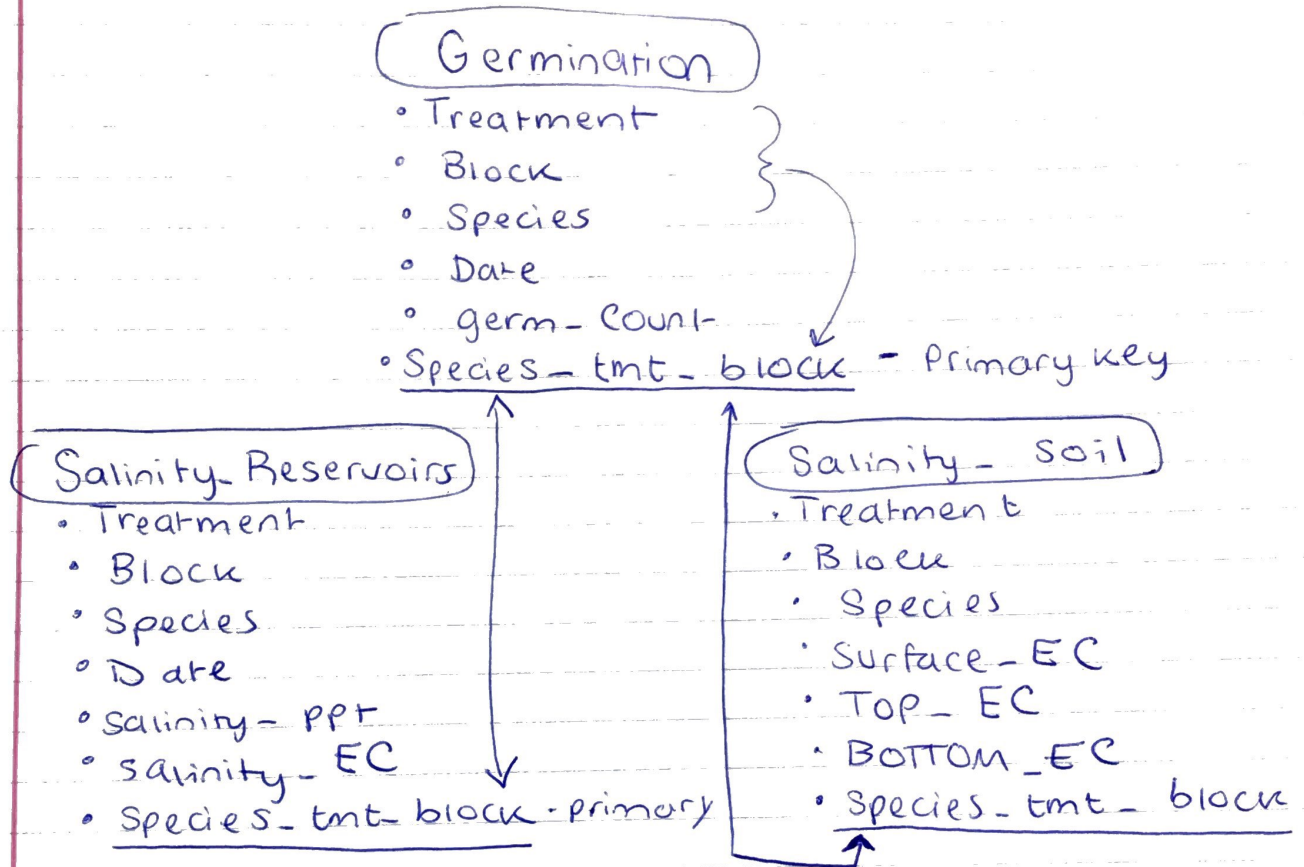 Germination
• Treatment
• Block
• Species
• Date
• germ_Count
• Species_tmt_block - Primary key
Salinity_Reservoirs
• Treatment
• Block
• Species
• Date
• Salinity_ppt
• Salinity_EC
• Species_tmt_block - primary
Salinity_Soil
• Treatment
• Block
• Species
• Surface_EC
• Top_EC
• BOTTOM_EC
• Species_tmt_block